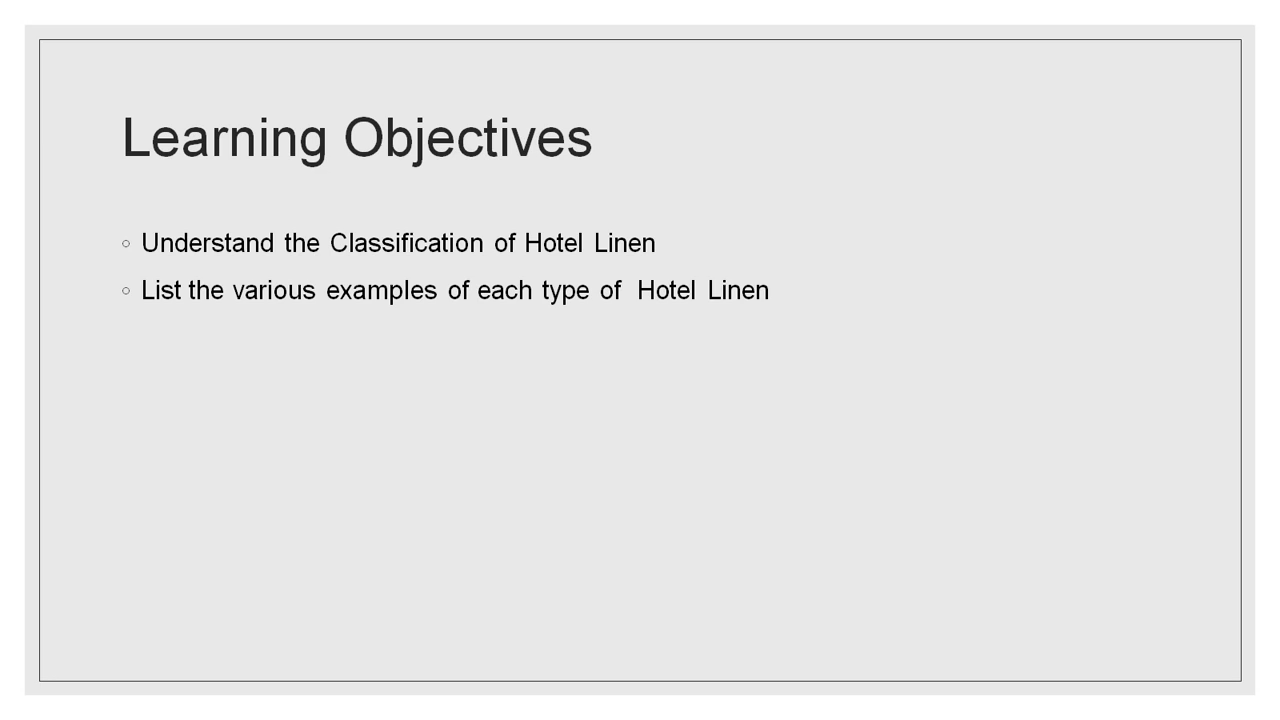 Learning Objectives
◦ Understand the Classification of Hotel Linen
◦ List the various examples of each type of Hotel Linen